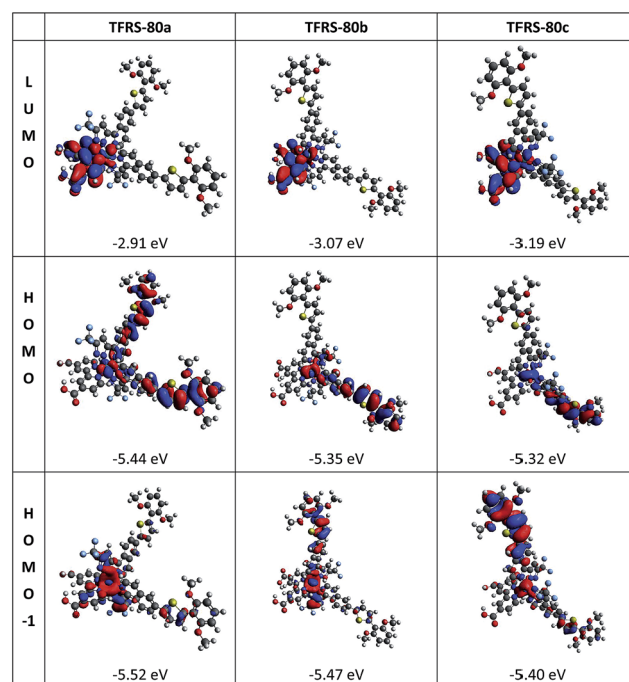 TFRS-80a TFRS-80b TFRS-80c
L
U
M
O
-2.91 eV -3.07 eV -3.19 eV
H
O
M
O
-5.44 eV -5.35 eV -5.32 eV
H
O
M
O
-1
-5.52 eV -5.47 eV -5.40 eV